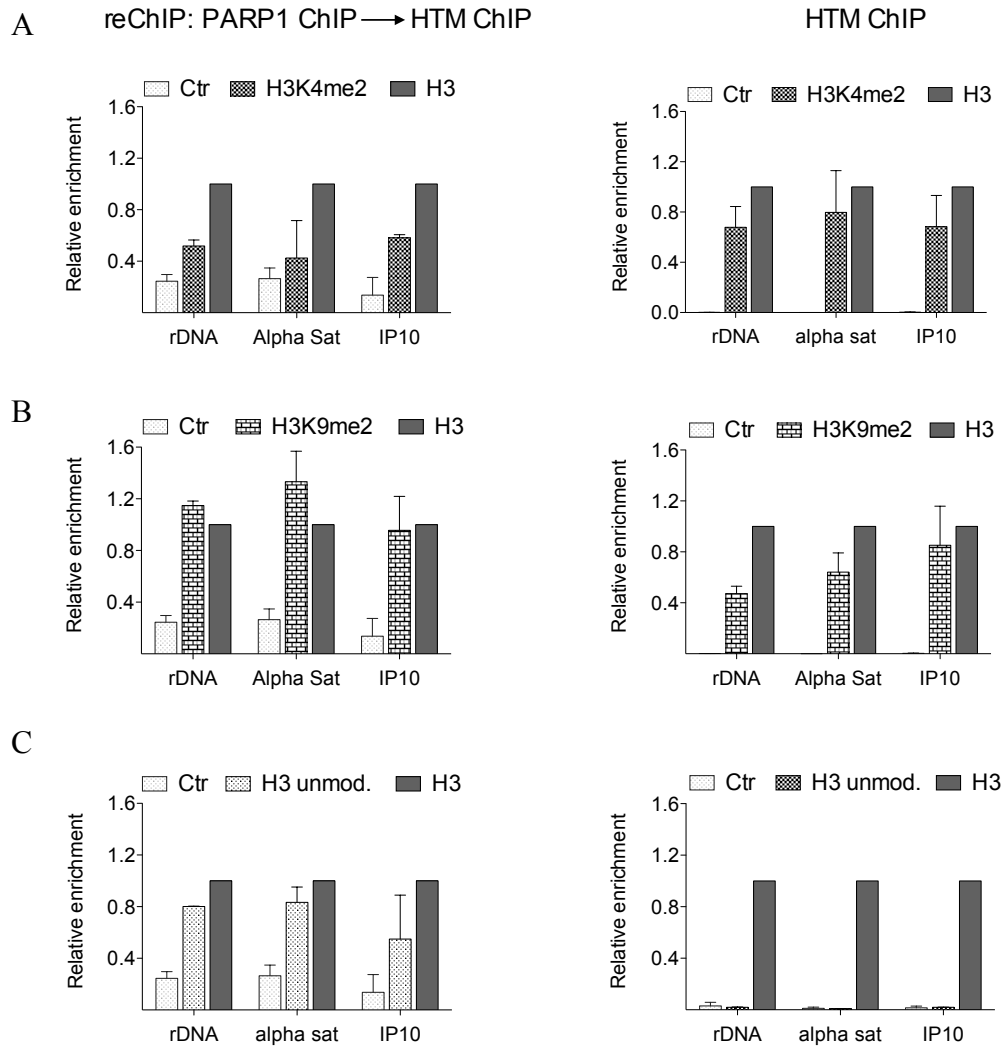 A
reChIP: PARP1 ChIP → HTM ChIP
HTM ChIP
Ctr H3K4me2 H3
Relative enrichment
1.6
1.2
0.8
0.4
rDNA Alpha Sat IP10
Ctr H3K4me2 H3
Relative enrichment
1.6
1.2
0.8
0.4
0.0
rDNA alpha sat IP10
B
Ctr H3K9me2 H3
Relative enrichment
1.6
1.2
0.8
0.4
rDNA Alpha Sat IP10
Ctr H3K9me2 H3
Relative enrichment
1.6
1.2
0.8
0.4
rDNA Alpha Sat IP10
C
Ctr H3 unmod. H3
Relative enrichment
1.6
1.2
0.8
0.4
rDNA alpha sat IP10
Ctr H3 unmod. H3
Relative enrichment
1.6
1.2
0.8
0.4
rDNA alpha sat IP10